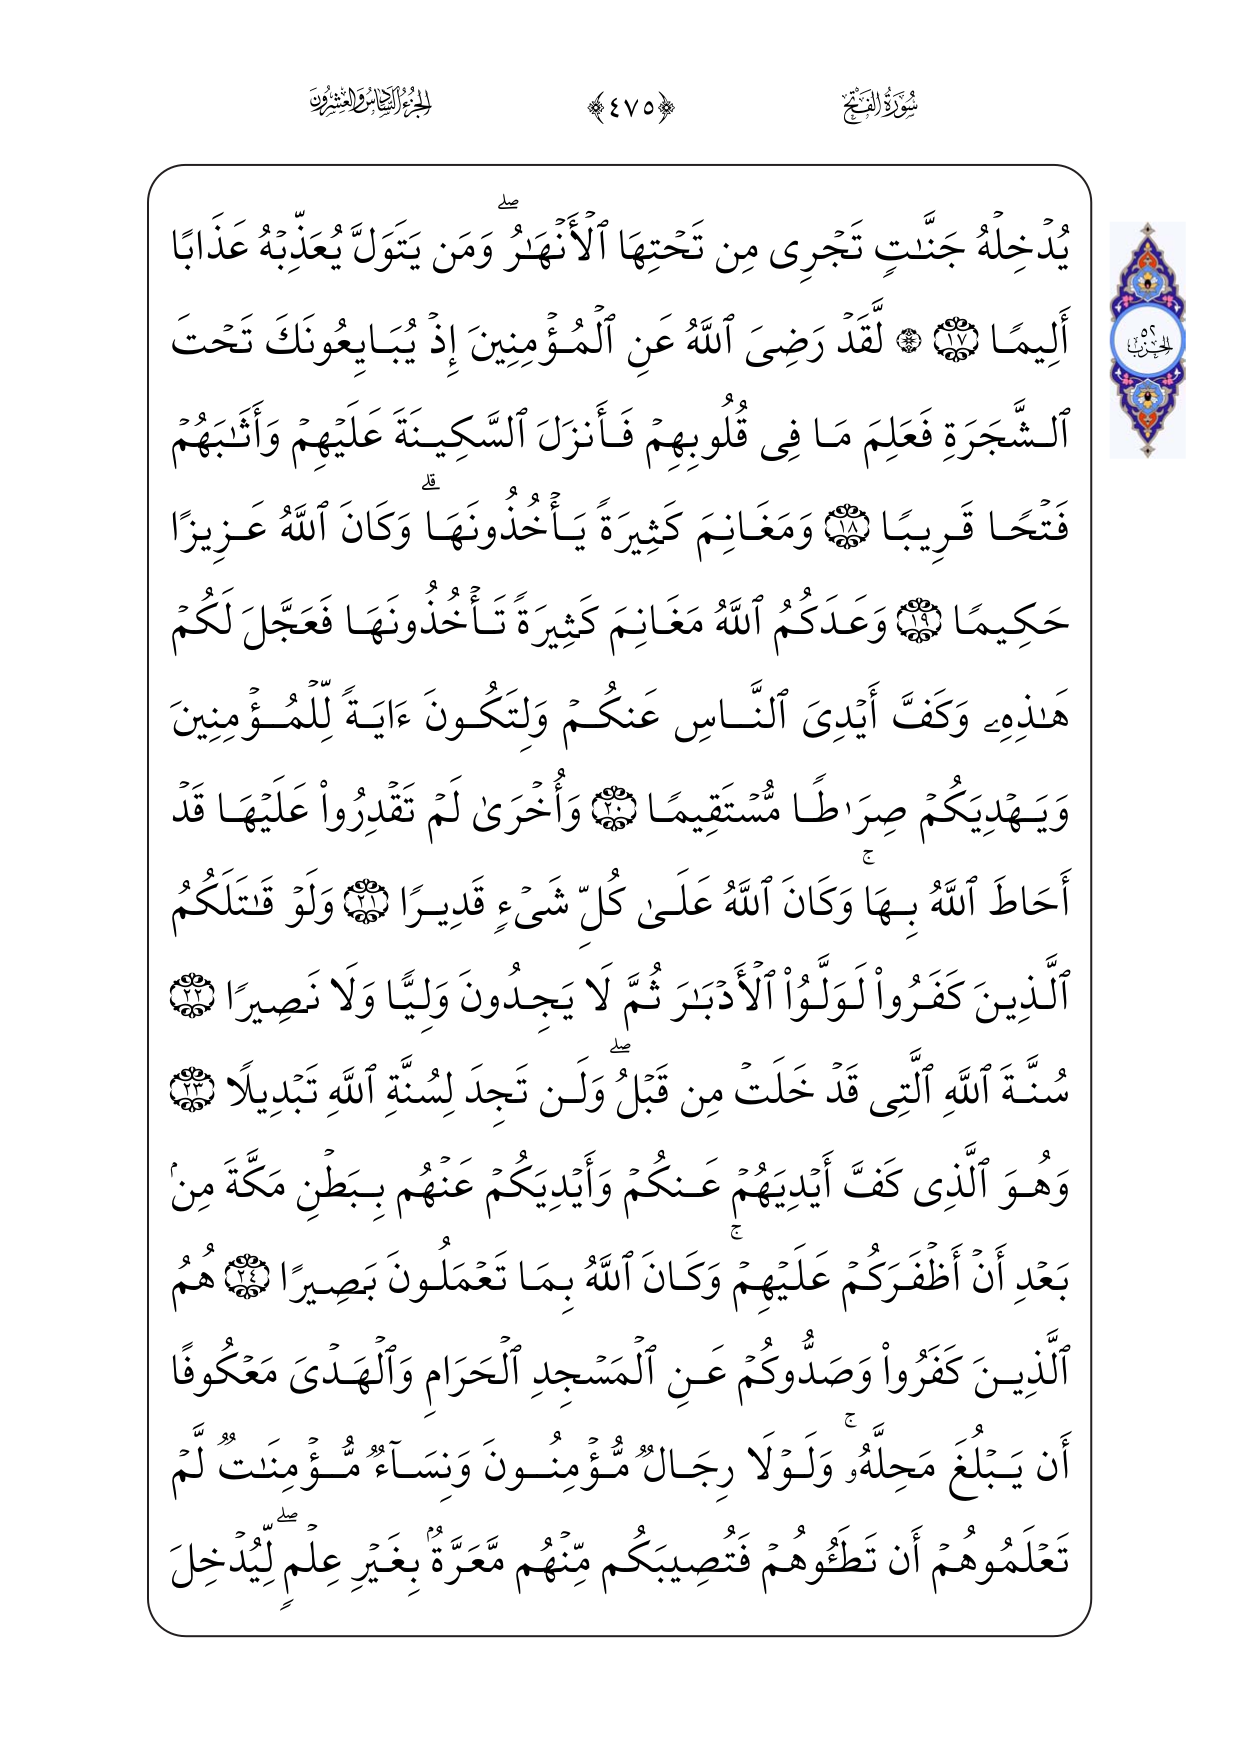 سُورَةُ الفَتْحِ ﴿٤٧٥﴾ الجُزْءُ السَّادِسُ وَالعِشْرُونَ
يُدۡخِلۡهُ جَنَّـٰتٍ تَجۡرِى مِن تَحۡتِهَا ٱلۡأَنۡهَـٰرُۖ وَمَن يَتَوَلَّ يُعَذِّبۡهُ عَذَابًا
أَلِيمًا ١٧ ۞ لَّقَدۡ رَضِىَ ٱللَّهُ عَنِ ٱلۡمُؤۡمِنِينَ إِذۡ يُبَايِعُونَكَ تَحۡتَ
ٱلشَّجَرَةِ فَعَلِمَ مَا فِى قُلُوبِهِمۡ فَأَنزَلَ ٱلسَّكِينَةَ عَلَيۡهِمۡ وَأَثَـٰبَهُمۡ
فَتۡحًا قَرِيبًا ١٨ وَمَغَانِمَ كَثِيرَةً يَأۡخُذُونَهَاۗ وَكَانَ ٱللَّهُ عَزِيزًا
حَكِيمًا ١٩ وَعَدَكُمُ ٱللَّهُ مَغَانِمَ كَثِيرَةً تَأۡخُذُونَهَا فَعَجَّلَ لَكُمۡ
هَـٰذِهِۦ وَكَفَّ أَيۡدِىَ ٱلنَّاسِ عَنكُمۡ وَلِتَكُونَ ءَايَةً لِّلۡمُؤۡمِنِينَ
وَيَهۡدِيَكُمۡ صِرَٰطًا مُّسۡتَقِيمًا ٢٠ وَأُخۡرَىٰ لَمۡ تَقۡدِرُوا۟ عَلَيۡهَا قَدۡ
أَحَاطَ ٱللَّهُ بِهَاۚ وَكَانَ ٱللَّهُ عَلَىٰ كُلِّ شَىۡءٍ قَدِيرًا ٢١ وَلَوۡ قَـٰتَلَكُمُ
ٱلَّذِينَ كَفَرُوا۟ لَوَلَّوُا۟ ٱلۡأَدۡبَـٰرَ ثُمَّ لَا يَجِدُونَ وَلِيًّا وَلَا نَصِيرًا ٢٢
سُنَّةَ ٱللَّهِ ٱلَّتِى قَدۡ خَلَتۡ مِن قَبۡلُۖ وَلَن تَجِدَ لِسُنَّةِ ٱللَّهِ تَبۡدِيلًا ٢٣
وَهُوَ ٱلَّذِى كَفَّ أَيۡدِيَهُمۡ عَنكُمۡ وَأَيۡدِيَكُمۡ عَنۡهُم بِبَطۡنِ مَكَّةَ مِنۢ
بَعۡدِ أَنۡ أَظۡفَرَكُمۡ عَلَيۡهِمۡۚ وَكَانَ ٱللَّهُ بِمَا تَعۡمَلُونَ بَصِيرًا ٢٤ هُمُ
ٱلَّذِينَ كَفَرُوا۟ وَصَدُّوكُمۡ عَنِ ٱلۡمَسۡجِدِ ٱلۡحَرَامِ وَٱلۡهَدۡىَ مَعۡكُوفًا
أَن يَبۡلُغَ مَحِلَّهُۥۚ وَلَوۡلَا رِجَالٌ مُّؤۡمِنُونَ وَنِسَآءٌ مُّؤۡمِنَـٰتٌ لَّمۡ
تَعۡلَمُوهُمۡ أَن تَطَـُٔوهُمۡ فَتُصِيبَكُم مِّنۡهُم مَّعَرَّةٌۢ بِغَيۡرِ عِلۡمٍۖ لِّيُدۡخِلَ
٥٢
الحِزْب